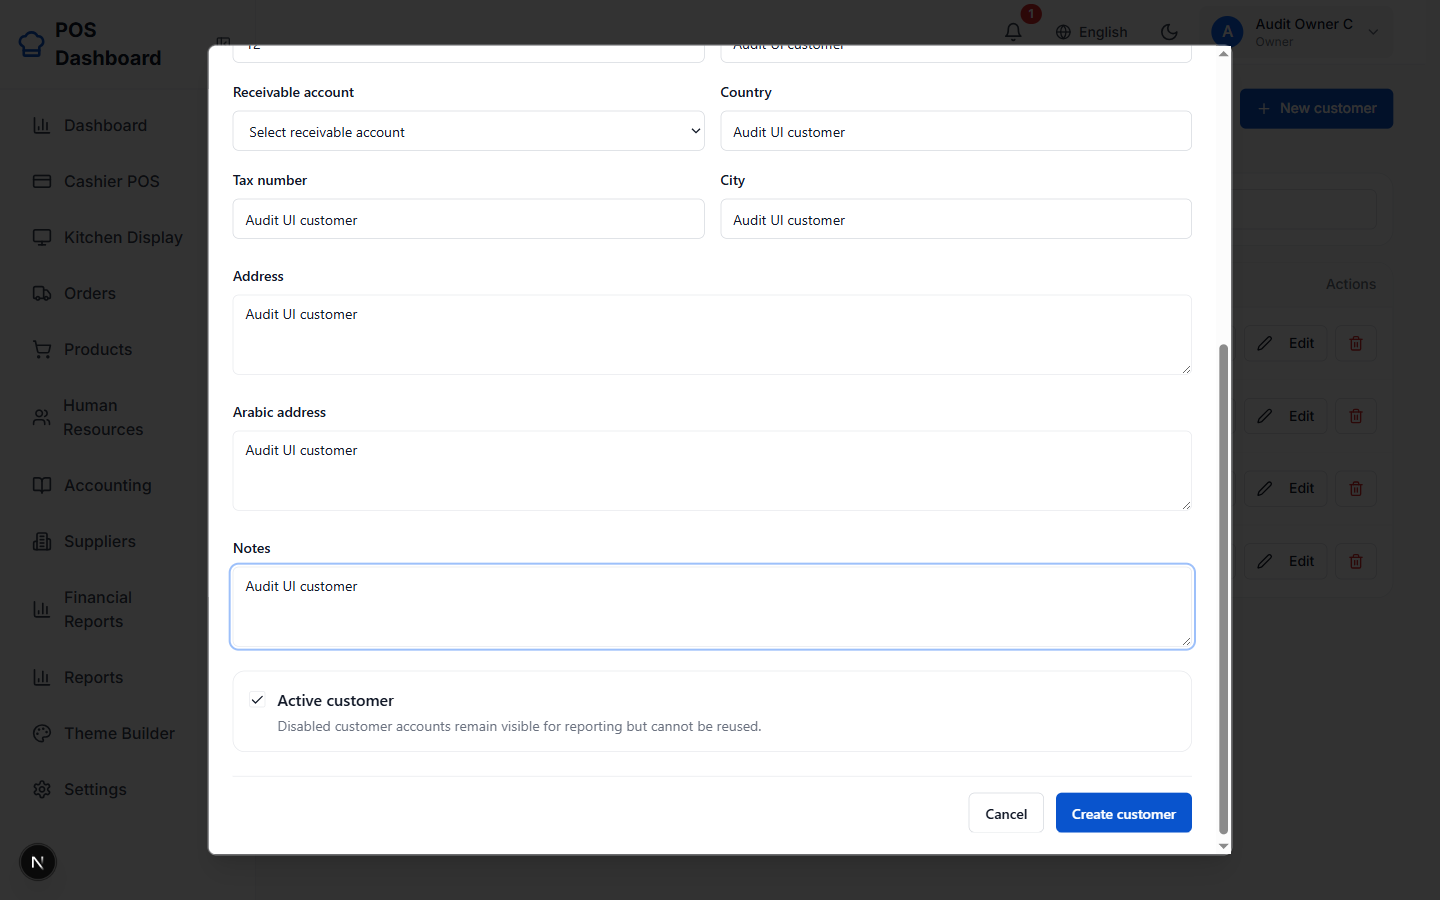 POS
Dashboard
1
English
A
Audit Owner C
Owner
New customer
Dashboard
Cashier POS
Kitchen Display
Orders
Products
Human
Resources
Accounting
Suppliers
Financial
Reports
Reports
Theme Builder
Settings
N
12
Audit UI customer
Receivable account
Country
Select receivable account
Audit UI customer
Tax number
City
Audit UI customer
Audit UI customer
Address
Audit UI customer
Arabic address
Audit UI customer
Notes
Audit UI customer
Active customer
Disabled customer accounts remain visible for reporting but cannot be reused.
Cancel
Create customer
Actions
Edit
Edit
Edit
Edit